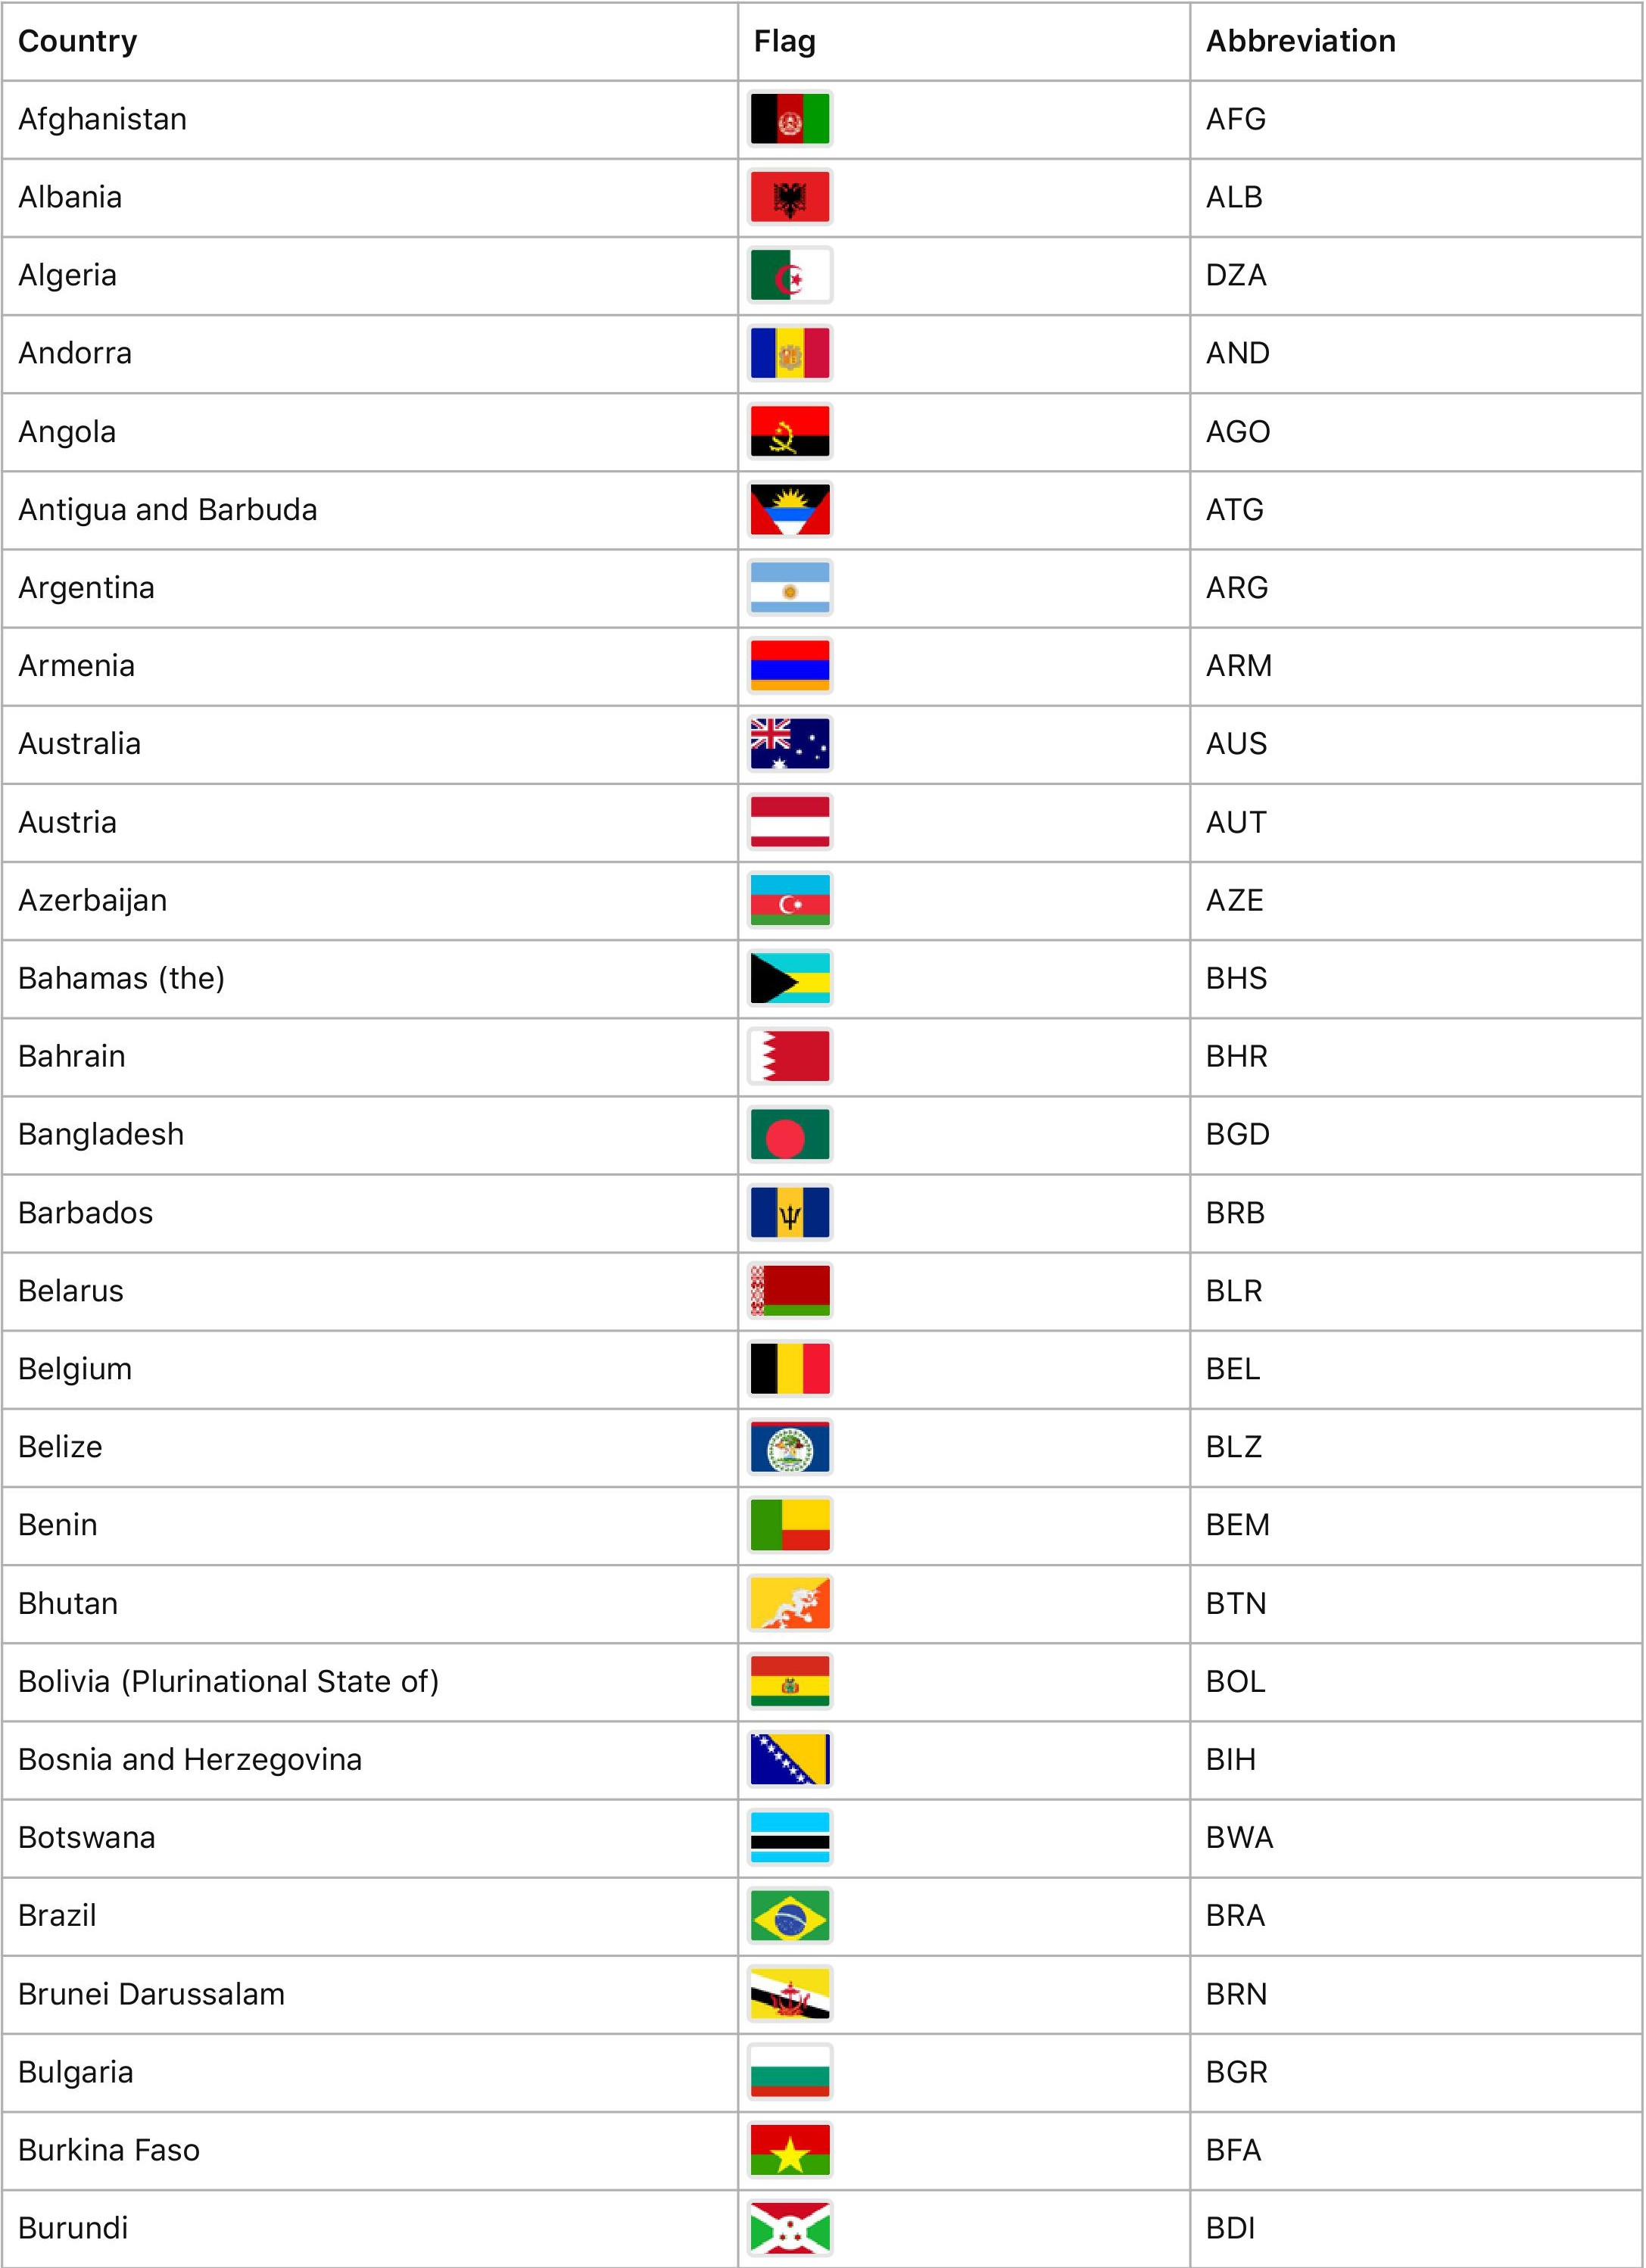 Country Flag Abbreviation
Afghanistan AFG
Albania ALB
Algeria DZA
Andorra AND
Angola AGO
Antigua and Barbuda ATG
Argentina ARG
Armenia ARM
Australia AUS
Austria AUT
Azerbaijan AZE
Bahamas (the) BHS
Bahrain BHR
Bangladesh BGD
Barbados BRB
Belarus BLR
Belgium BEL
Belize BLZ
Benin BEM
Bhutan BTN
Bolivia (Plurinational State of) BOL
Bosnia and Herzegovina BIH
Botswana BWA
Brazil BRA
Brunei Darussalam BRN
Bulgaria BGR
Burkina Faso BFA
Burundi BDI